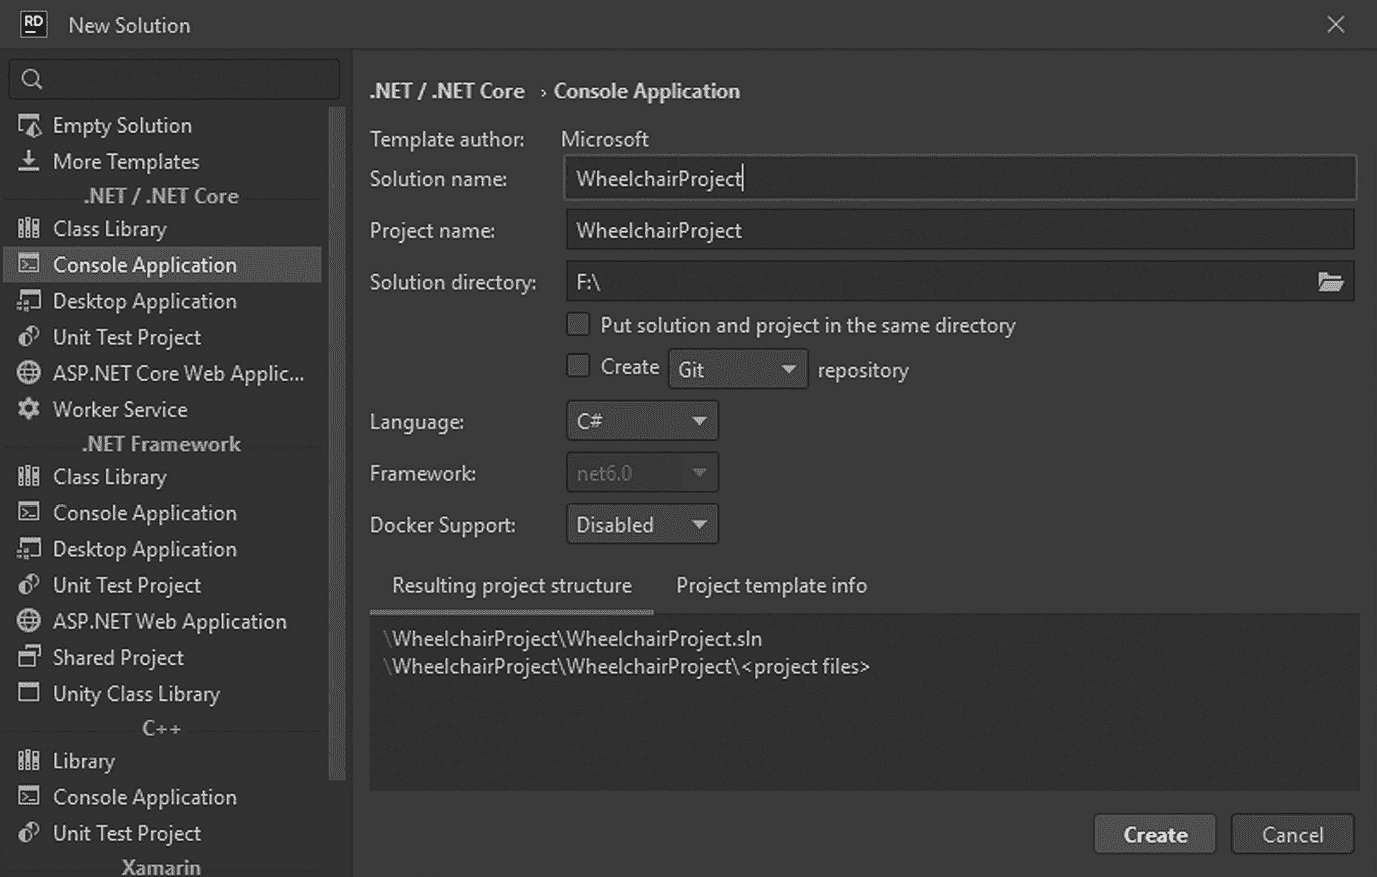 RD New Solution
Empty Solution
More Templates
.NET / .NET Core
Class Library
Console Application
Desktop Application
Unit Test Project
ASP.NET Core Web Applic...
Worker Service
.NET Framework
Class Library
Console Application
Desktop Application
Unit Test Project
ASP.NET Web Application
Shared Project
Unity Class Library
C++
Library
Console Application
Unit Test Project
Xamarin
.NET / .NET Core › Console Application
Template author: Microsoft
Solution name: WheelchairProject
Project name: WheelchairProject
Solution directory: F:\
Put solution and project in the same directory
Create Git repository
Language: C#
Framework: net6.0
Docker Support: Disabled
Resulting project structure Project template info
\WheelchairProject\WheelchairProject.sln
\WheelchairProject\WheelchairProject\<project files>
Create Cancel